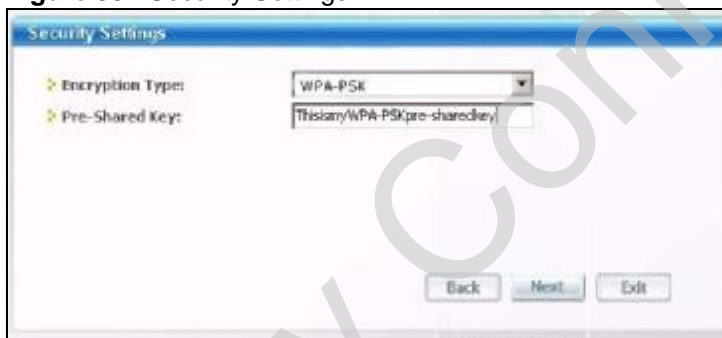 Security Settings
Encryption Type: WPA-PSK
Pre-Shared Key: ThisismyWPA-PSKpre-sharedkey
Back Next Exit